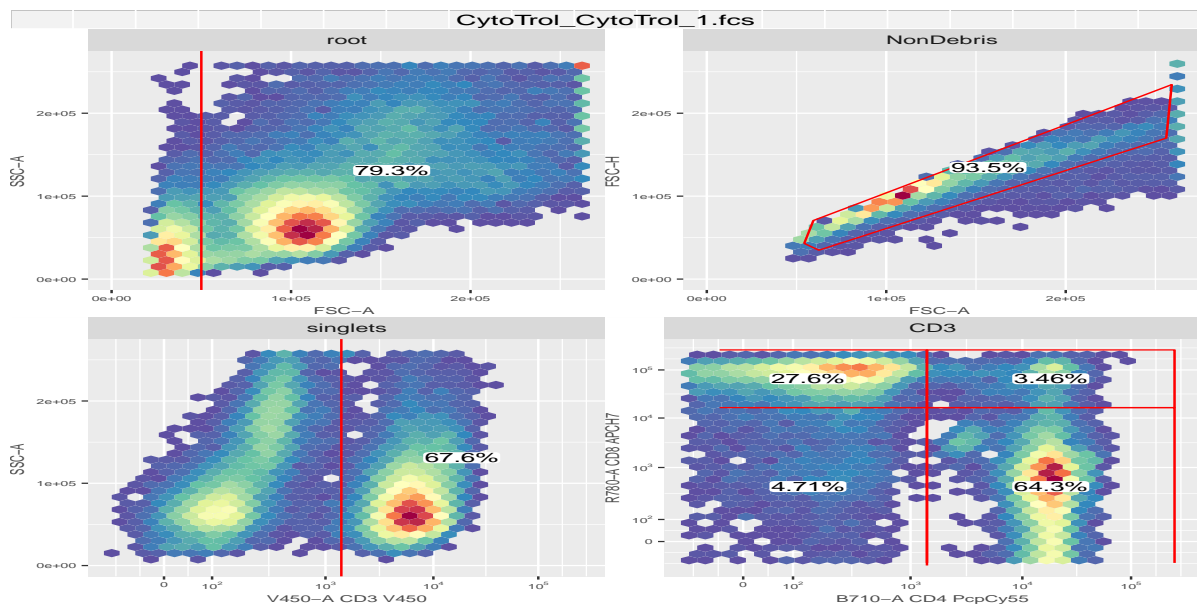 CytoTrol_CytoTrol_1.fcs
root
NonDebris
SSC-A
2e+05
1e+05
0e+00
79.3%
0e+00
1e+05
2e+05
FSC-A
FSC-H
2e+05
1e+05
0e+00
93.5%
0e+00
1e+05
2e+05
FSC-A
singlets
CD3
SSC-A
2e+05
1e+05
0e+00
67.6%
0
10²
10³
10⁴
10⁵
V450-A CD3 V450
R780-A CD8 APCH7
10⁵
10⁴
10³
10²
0
27.6%
3.46%
4.71%
64.3%
0
10²
10³
10⁴
10⁵
B710-A CD4 PcpCy55